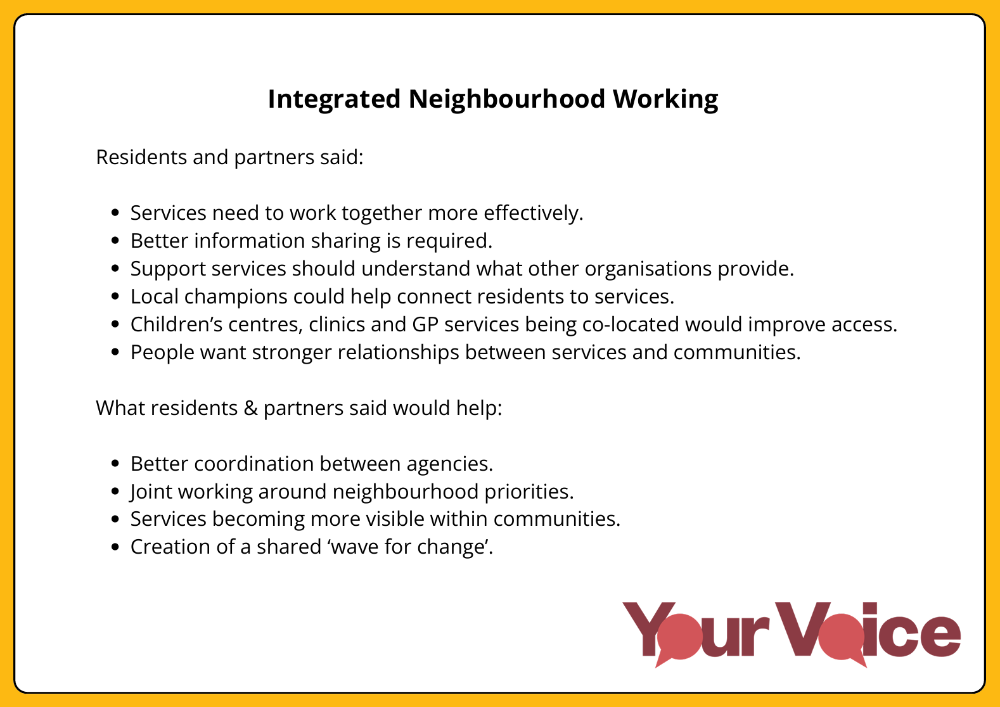 Integrated Neighbourhood Working
Residents and partners said:
• Services need to work together more effectively.
• Better information sharing is required.
• Support services should understand what other organisations provide.
• Local champions could help connect residents to services.
• Children’s centres, clinics and GP services being co-located would improve access.
• People want stronger relationships between services and communities.
What residents & partners said would help:
• Better coordination between agencies.
• Joint working around neighbourhood priorities.
• Services becoming more visible within communities.
• Creation of a shared ‘wave for change’.
Your Voice